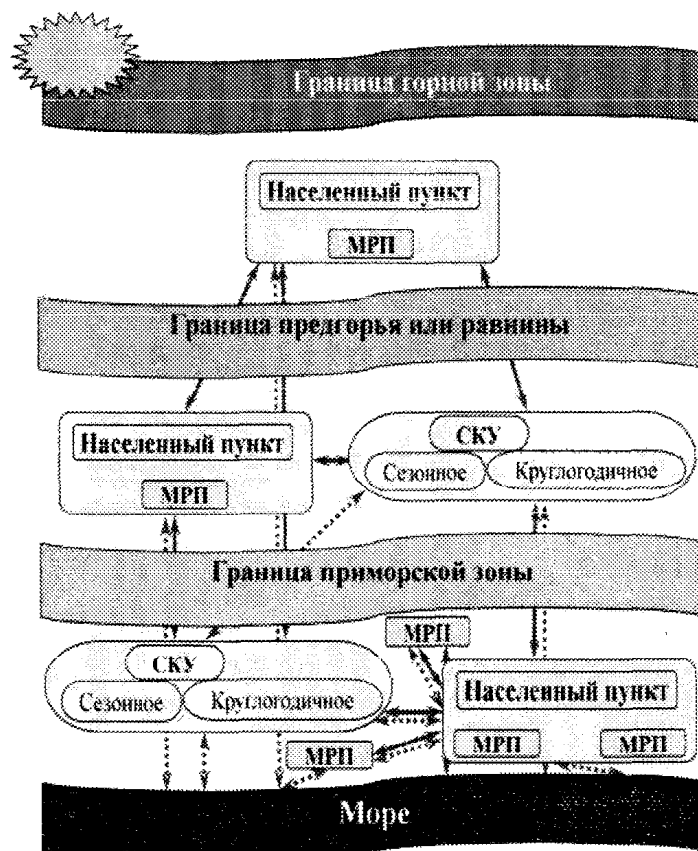 Граница горной зоны
Населенный пункт
МРП
Граница предгорья или равнины
Населенный пункт
МРП
СКУ
Сезонное
Круглогодичное
Граница приморской зоны
МРП
СКУ
Сезонное
Круглогодичное
Населенный пункт
МРП
МРП
МРП
Море